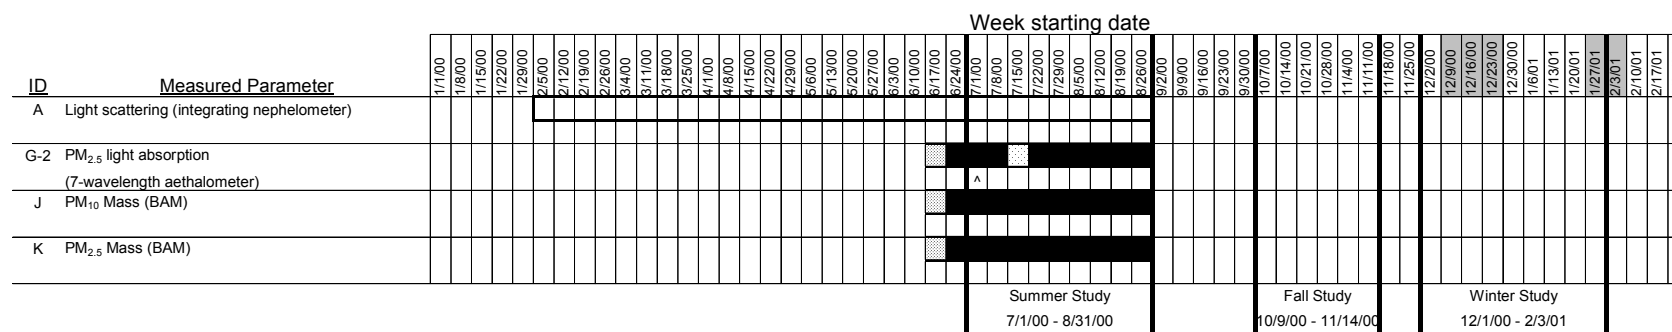 Week starting date
ID Measured Parameter 1/1/00 1/8/00 1/15/00 1/22/00 1/29/00 2/5/00 2/12/00 2/19/00 2/26/00 3/4/00 3/11/00 3/18/00 3/25/00 4/1/00 4/8/00 4/15/00 4/22/00 4/29/00 5/6/00 5/13/00 5/20/00 5/27/00 6/3/00 6/10/00 6/17/00 6/24/00 7/1/00 7/8/00 7/15/00 7/22/00 7/29/00 8/5/00 8/12/00 8/19/00 8/26/00 9/2/00 9/9/00 9/16/00 9/23/00 9/30/00 10/7/00 10/14/00 10/21/00 10/28/00 11/4/00 11/11/00 11/18/00 11/25/00 12/2/00 12/9/00 12/16/00 12/23/00 12/30/00 1/6/01 1/13/01 1/20/01 1/27/01 2/3/01 2/10/01 2/17/01
A Light scattering (integrating nephelometer)
G-2 PM2.5 light absorption
(7-wavelength aethalometer) ^
J PM10 Mass (BAM)
K PM2.5 Mass (BAM)
Summer Study Fall Study Winter Study
7/1/00 - 8/31/00 10/9/00 - 11/14/00 12/1/00 - 2/3/01